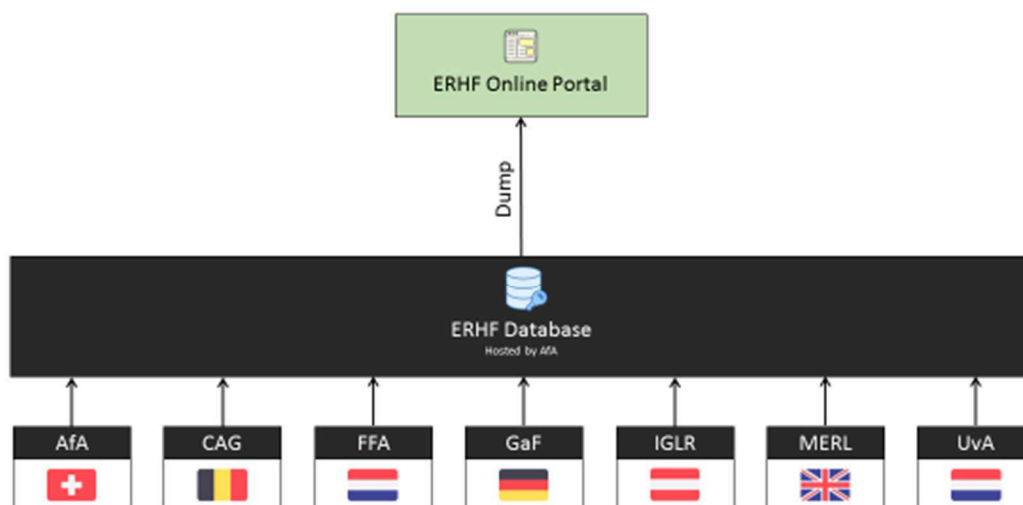 ERHF Online Portal
Dump
ERHF Database
Hosted by AfA
AfA
CAG
FFA
GaF
IGLR
MERL
UvA